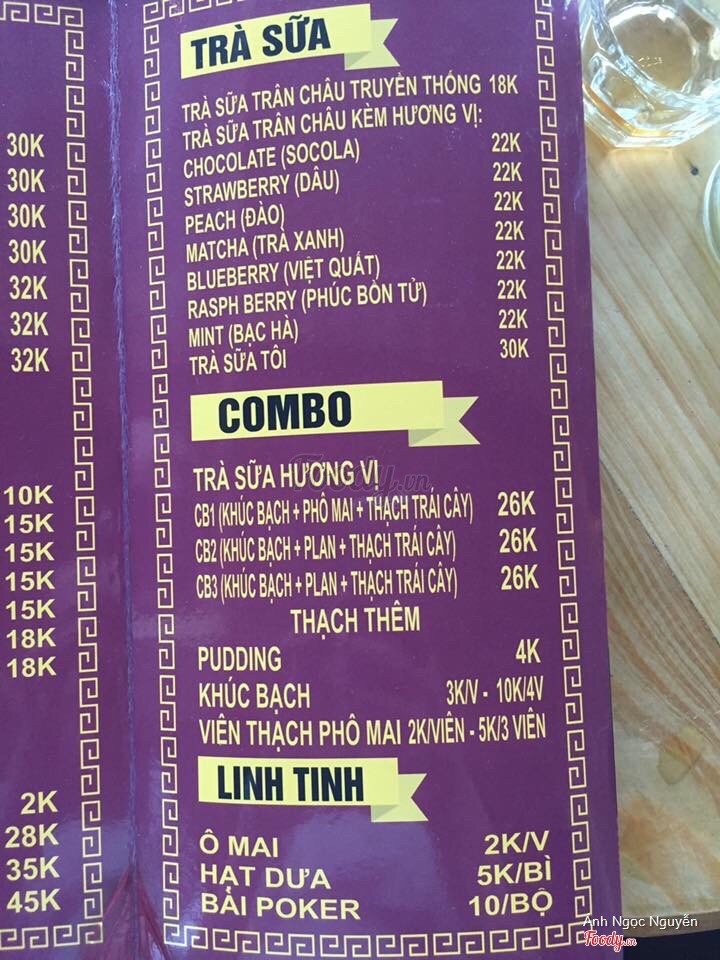 30K
30K
30K
30K
32K
32K
32K
10K
15K
15K
15K
15K
18K
18K
2K
28K
35K
45K
TRÀ SỮA
TRÀ SỮA TRÂN CHÂU TRUYỀN THỐNG 18K
TRÀ SỮA TRÂN CHÂU KÈM HƯƠNG VỊ:
CHOCOLATE (SOCOLA) 22K
STRAWBERRY (DÂU) 22K
PEACH (ĐÀO) 22K
MATCHA (TRÀ XANH) 22K
BLUEBERRY (VIỆT QUẤT) 22K
RASPH BERRY (PHÚC BỒN TỬ) 22K
MINT (BẠC HÀ) 22K
TRÀ SỮA TÔI 30K
COMBO
TRÀ SỮA HƯƠNG VỊ
CB1 (KHÚC BẠCH + PHÔ MAI + THẠCH TRÁI CÂY) 26K
CB2 (KHÚC BẠCH + PLAN + THẠCH TRÁI CÂY) 26K
CB3 (KHÚC BẠCH + PLAN + THẠCH TRÁI CÂY) 26K
THẠCH THÊM
PUDDING 4K
KHÚC BẠCH 3K/V - 10K/4V
VIÊN THẠCH PHÔ MAI 2K/VIÊN - 5K/3 VIÊN
LINH TINH
Ô MAI 2K/V
HẠT DƯA 5K/BÌ
BÀI POKER 10/BỘ
Foody.vn
Anh Ngọc Nguyễn
Foody.vn